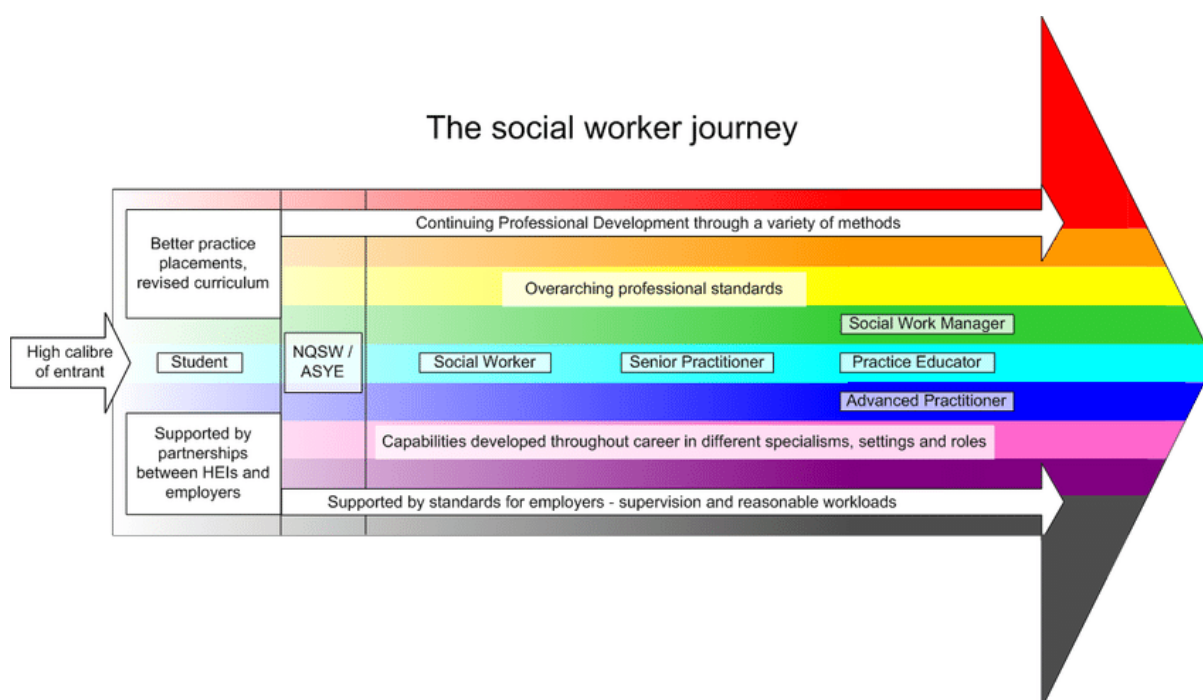 The social worker journey
Continuing Professional Development through a variety of methods
Better practice
placements,
revised curriculum
Overarching professional standards
Social Work Manager
High calibre
of entrant
Student
NQSW /
ASYE
Social Worker
Senior Practitioner
Practice Educator
Advanced Practitioner
Supported by
partnerships
between HEIs and
employers
Capabilities developed throughout career in different specialisms, settings and roles
Supported by standards for employers - supervision and reasonable workloads